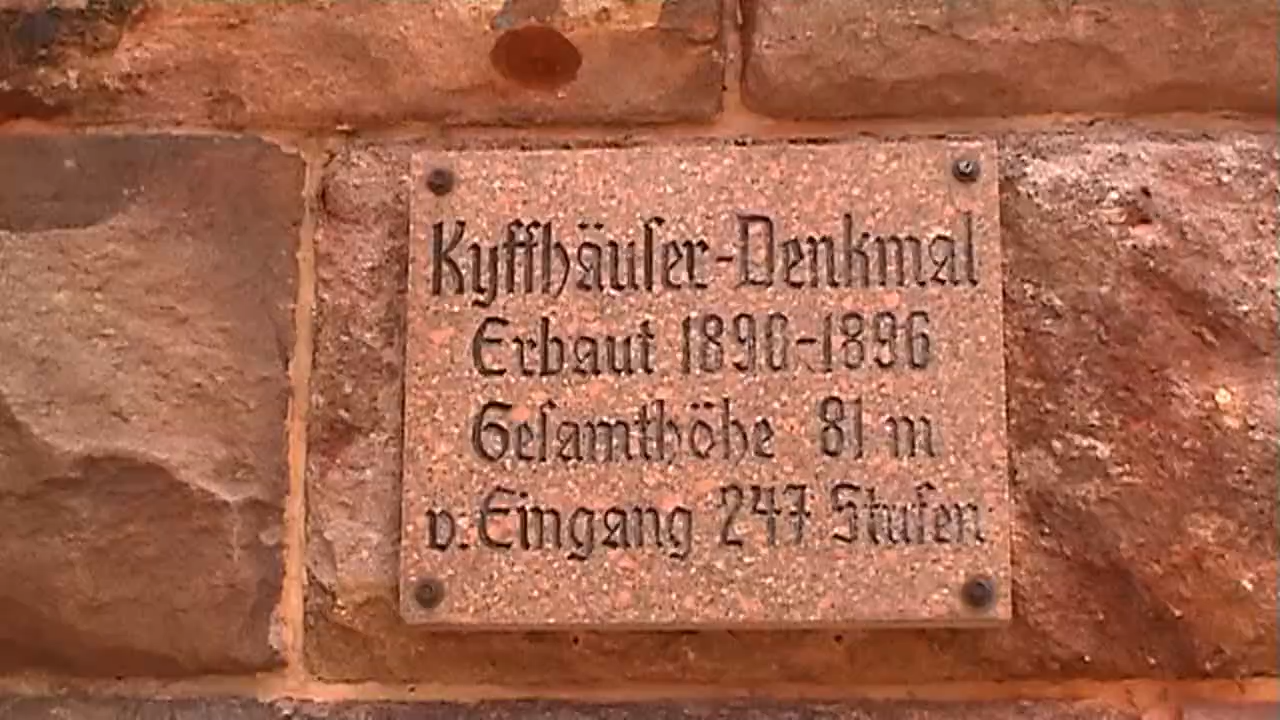 Kyffhäuſer-Denkmal
Erbaut 1890-1896
Geſamthöhe 81 m
v. Eingang 247 Stufen